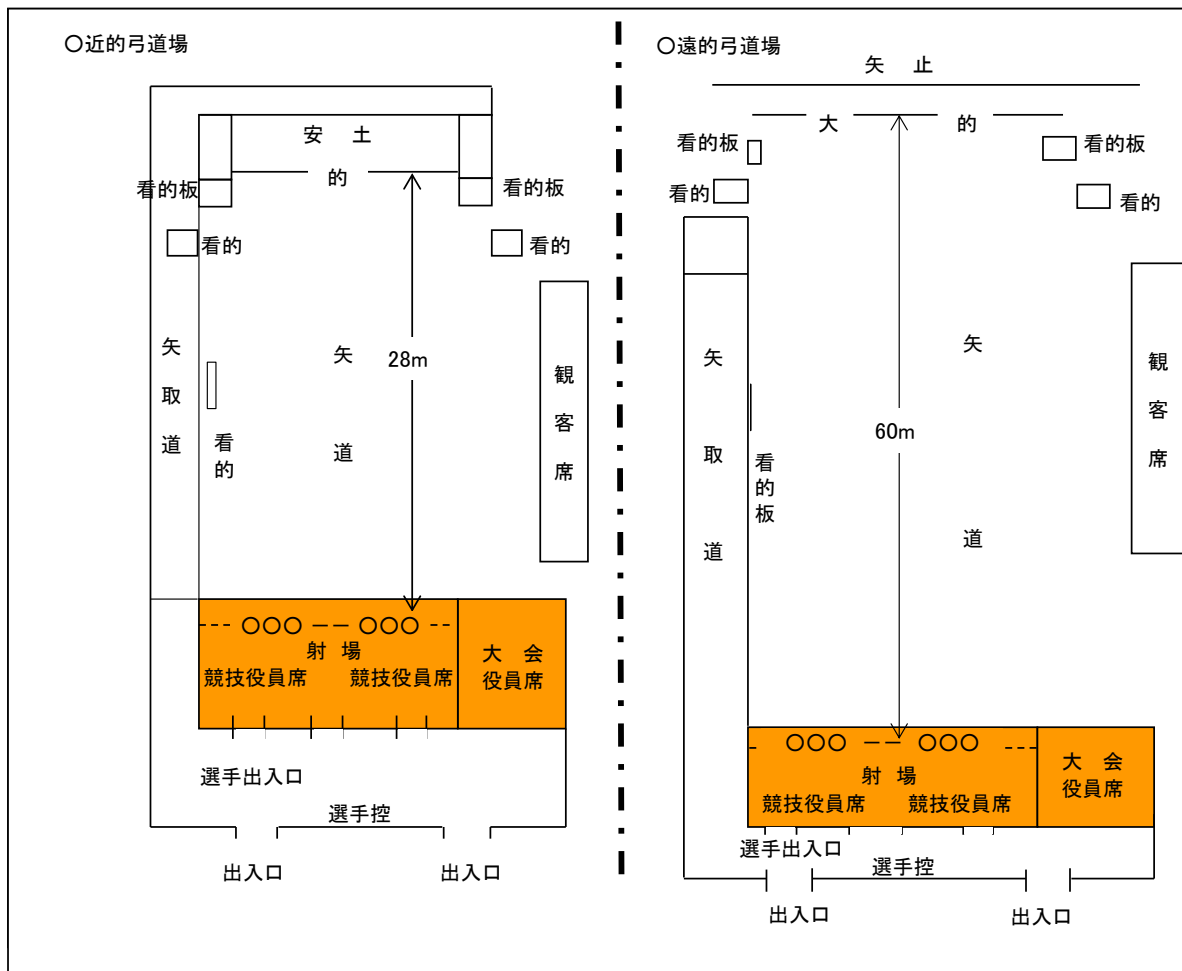 ○近的弓道場
安 土
的
看的板
看的板
看的
看的
矢取道
看的
矢道
28m
観客席
○○○ ―― ○○○
射 場
競技役員席 競技役員席
大 会
役員席
選手出入口
選手控
出入口
出入口
○遠的弓道場
矢 止
大 的
看的板
看的板
看的
看的
矢取道
看的板
矢道
60m
観客席
○○○ ―― ○○○
射 場
競技役員席 競技役員席
大 会
役員席
選手出入口
選手控
出入口
出入口